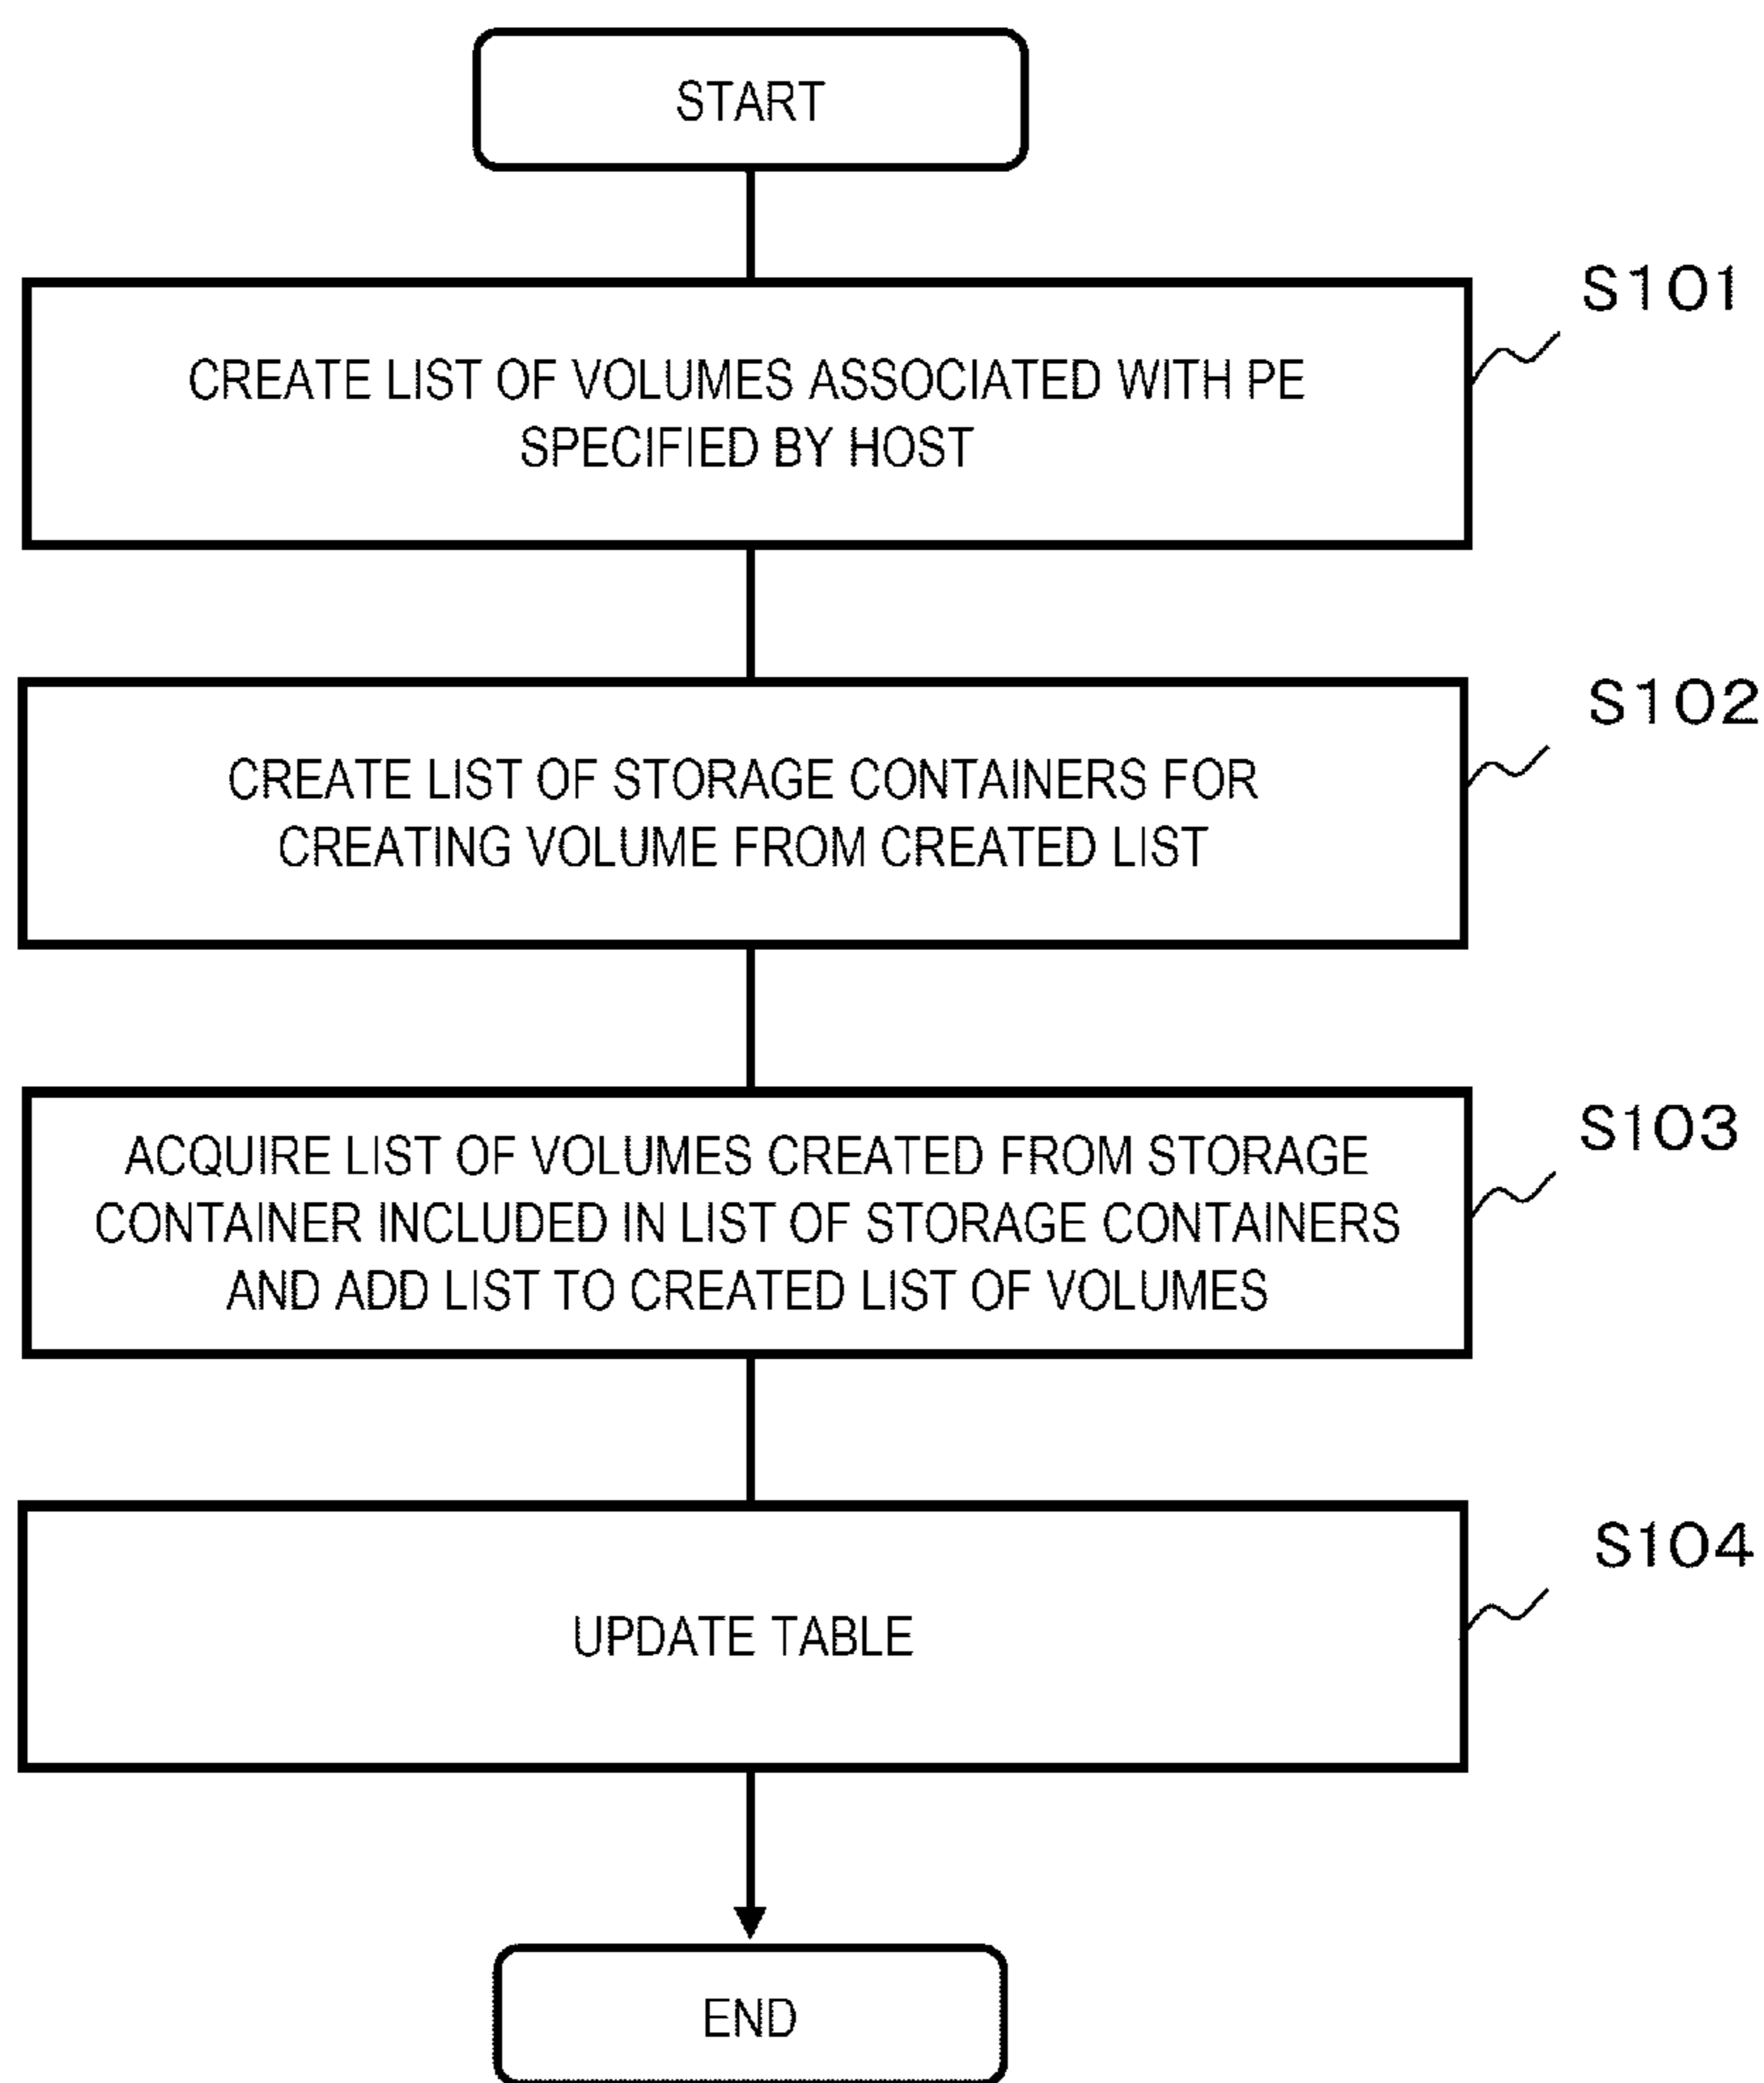 START
S101
CREATE LIST OF VOLUMES ASSOCIATED WITH PE
SPECIFIED BY HOST
S102
CREATE LIST OF STORAGE CONTAINERS FOR
CREATING VOLUME FROM CREATED LIST
S103
ACQUIRE LIST OF VOLUMES CREATED FROM STORAGE
CONTAINER INCLUDED IN LIST OF STORAGE CONTAINERS
AND ADD LIST TO CREATED LIST OF VOLUMES
S104
UPDATE TABLE
END